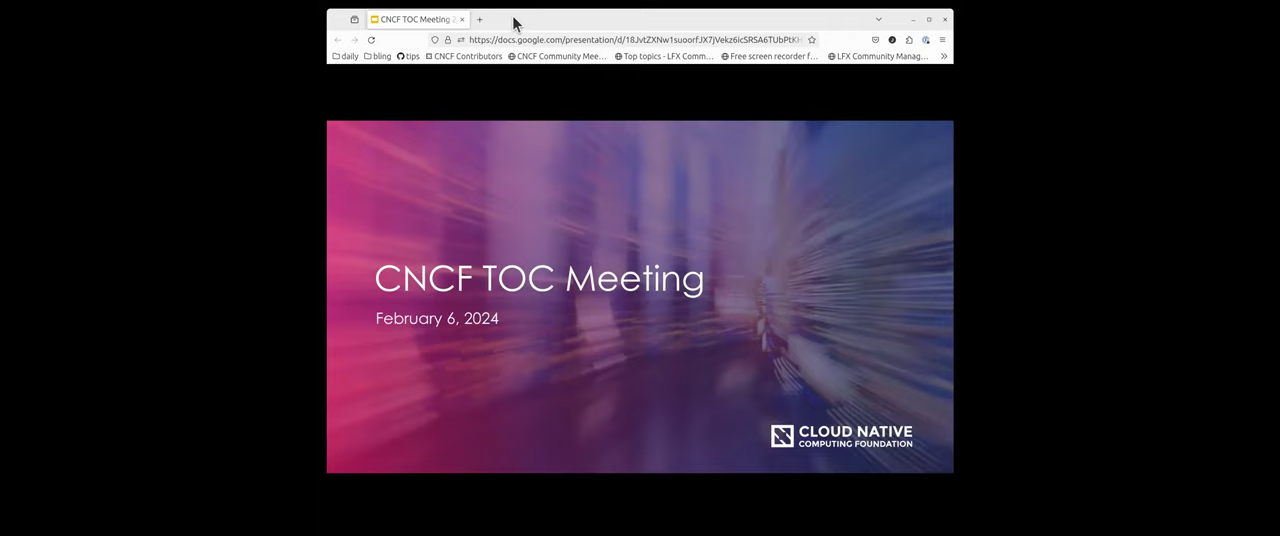 CNCF TOC Meeting
https://docs.google.com/presentation/d/
daily bling tips CNCF Contributors CNCF Community Mee... Top topics - LFX Comm... Free screen recorder f... LFX Community Manag...
CNCF TOC Meeting
February 6, 2024
CLOUD NATIVE
COMPUTING FOUNDATION